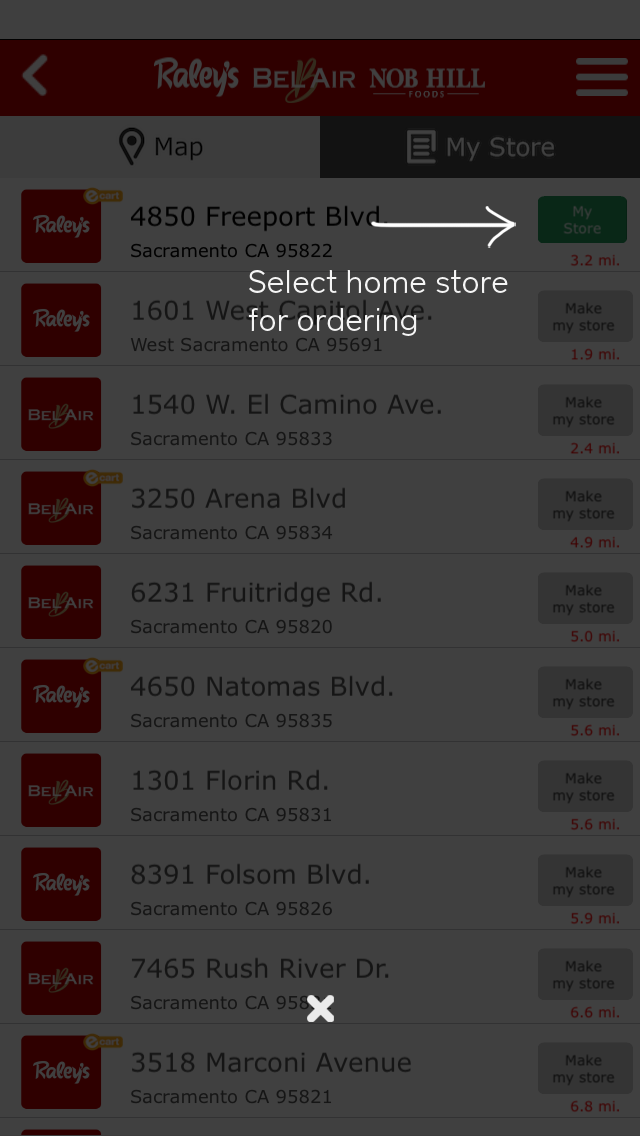 Raley's BEL AIR NOB HILL
FOODS
Map My Store
ecart
Raley's
4850 Freeport Blvd.
Sacramento CA 95822
My
Store
3.2 mi.
Select home store
for ordering
Raley's
1601 West Capitol Ave.
West Sacramento CA 95691
Make
my store
1.9 mi.
BEL AIR
1540 W. El Camino Ave.
Sacramento CA 95833
Make
my store
2.4 mi.
ecart
BEL AIR
3250 Arena Blvd
Sacramento CA 95834
Make
my store
4.9 mi.
BEL AIR
6231 Fruitridge Rd.
Sacramento CA 95820
Make
my store
5.0 mi.
ecart
Raley's
4650 Natomas Blvd.
Sacramento CA 95835
Make
my store
5.6 mi.
BEL AIR
1301 Florin Rd.
Sacramento CA 95831
Make
my store
5.6 mi.
Raley's
8391 Folsom Blvd.
Sacramento CA 95826
Make
my store
5.9 mi.
BEL AIR
7465 Rush River Dr.
Sacramento CA
Make
my store
6.6 mi.
ecart
Raley's
3518 Marconi Avenue
Sacramento CA 95821
Make
my store
6.8 mi.